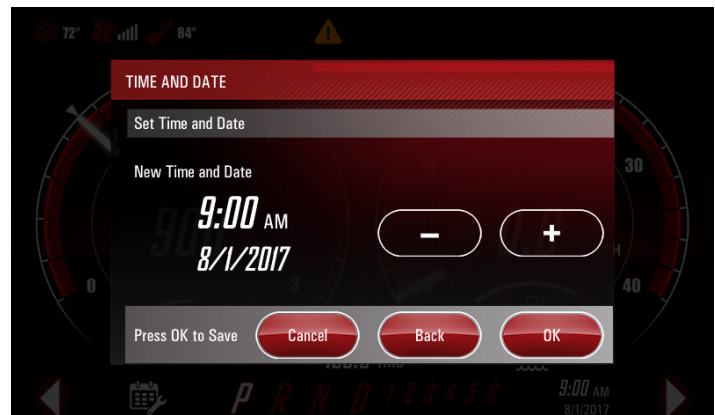 72° 84°
TIME AND DATE
Set Time and Date
New Time and Date
9:00 AM
8/1/2017
30
0
40
Press OK to Save Cancel Back OK
P R N D 1 2 3 4 5 6
9:00 AM
8/1/2017